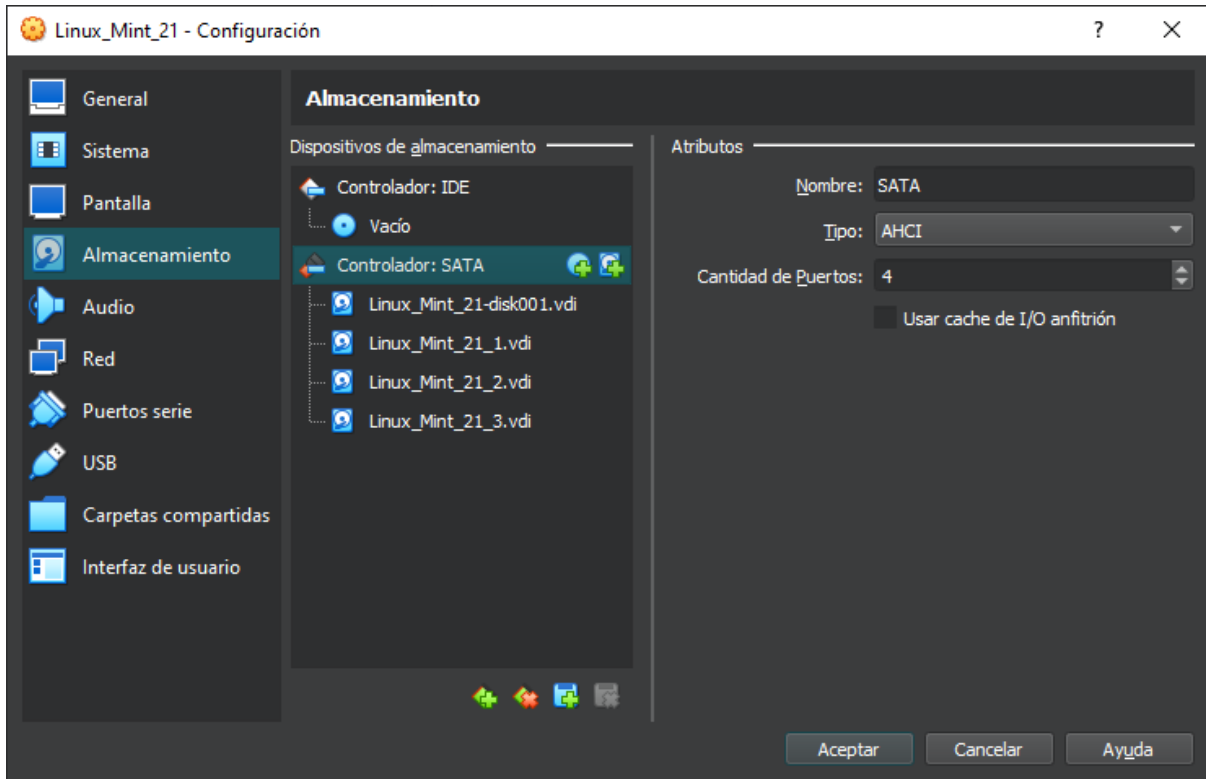 Linux_Mint_21 - Configuración
?
General
Sistema
Pantalla
Almacenamiento
Audio
Red
Puertos serie
USB
Carpetas compartidas
Interfaz de usuario
Almacenamiento
Dispositivos de almacenamiento
Controlador: IDE
Vacío
Controlador: SATA
Linux_Mint_21-disk001.vdi
Linux_Mint_21_1.vdi
Linux_Mint_21_2.vdi
Linux_Mint_21_3.vdi
Atributos
Nombre: SATA
Tipo: AHCI
Cantidad de Puertos: 4
Usar cache de I/O anfitrión
Aceptar
Cancelar
Ayuda